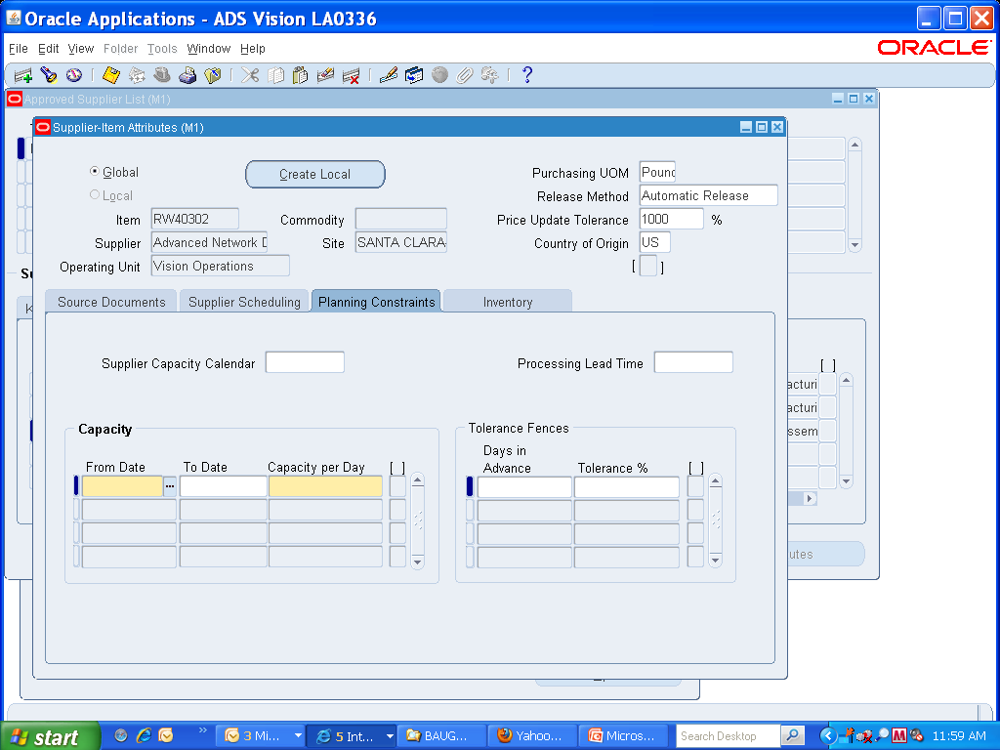 Oracle Applications - ADS Vision LA0336
File Edit View Folder Tools Window Help
ORACLE
Approved Supplier List (M1)
Supplier-Item Attributes (M1)
Global
Create Local
Purchasing UOM Pound
Local
Release Method Automatic Release
Item RW40302 Commodity
Price Update Tolerance 1000 %
Supplier Advanced Network D Site SANTA CLARA-
Country of Origin US
Operating Unit Vision Operations
[ ]
Source Documents Supplier Scheduling Planning Constraints Inventory
Supplier Capacity Calendar
Processing Lead Time
[ ]
acturi
acturi
ssem
Capacity
From Date To Date Capacity per Day [ ]
...
Tolerance Fences
Days in
Advance Tolerance % [ ]
utes
start
3 Mi...
5 Int...
BAUG...
Yahoo...
Micros...
Search Desktop
M
11:59 AM